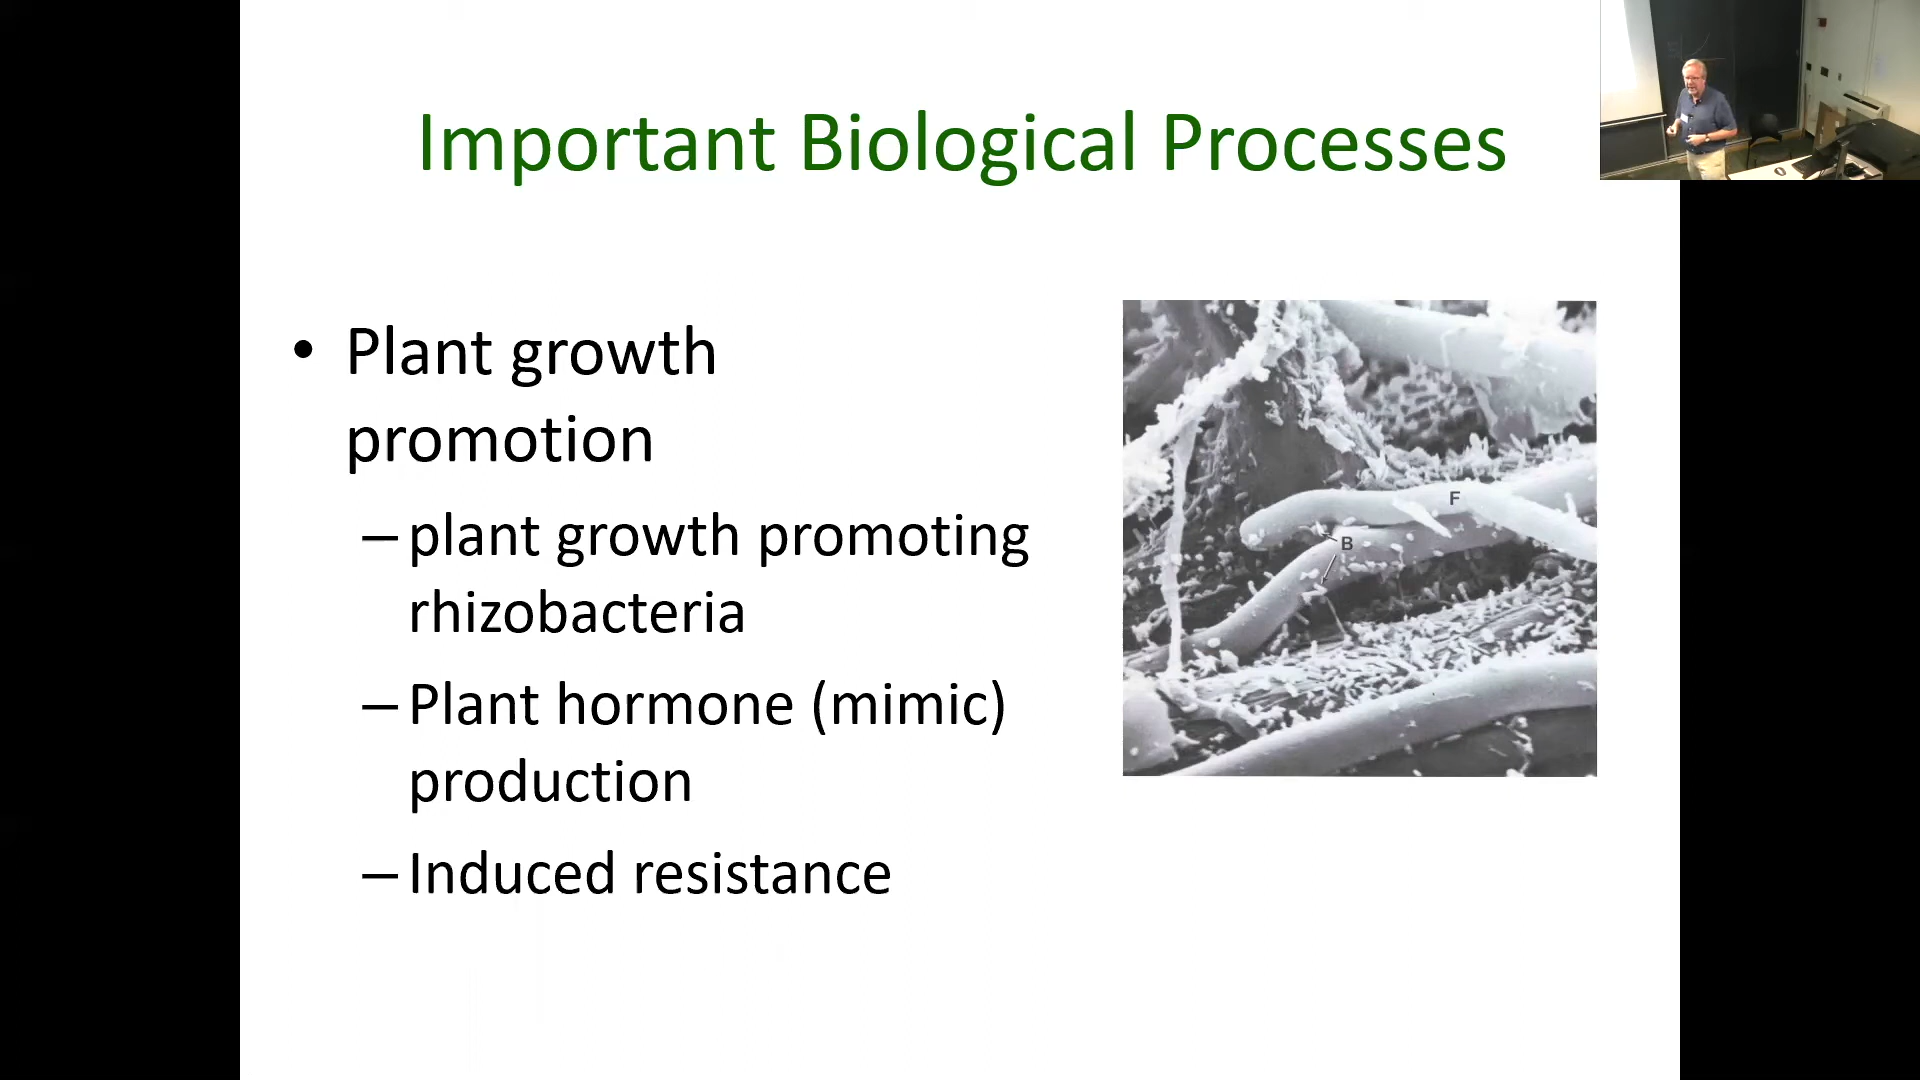 Important Biological Processes
• Plant growth
promotion
– plant growth promoting
rhizobacteria
– Plant hormone (mimic)
production
– Induced resistance
F
B